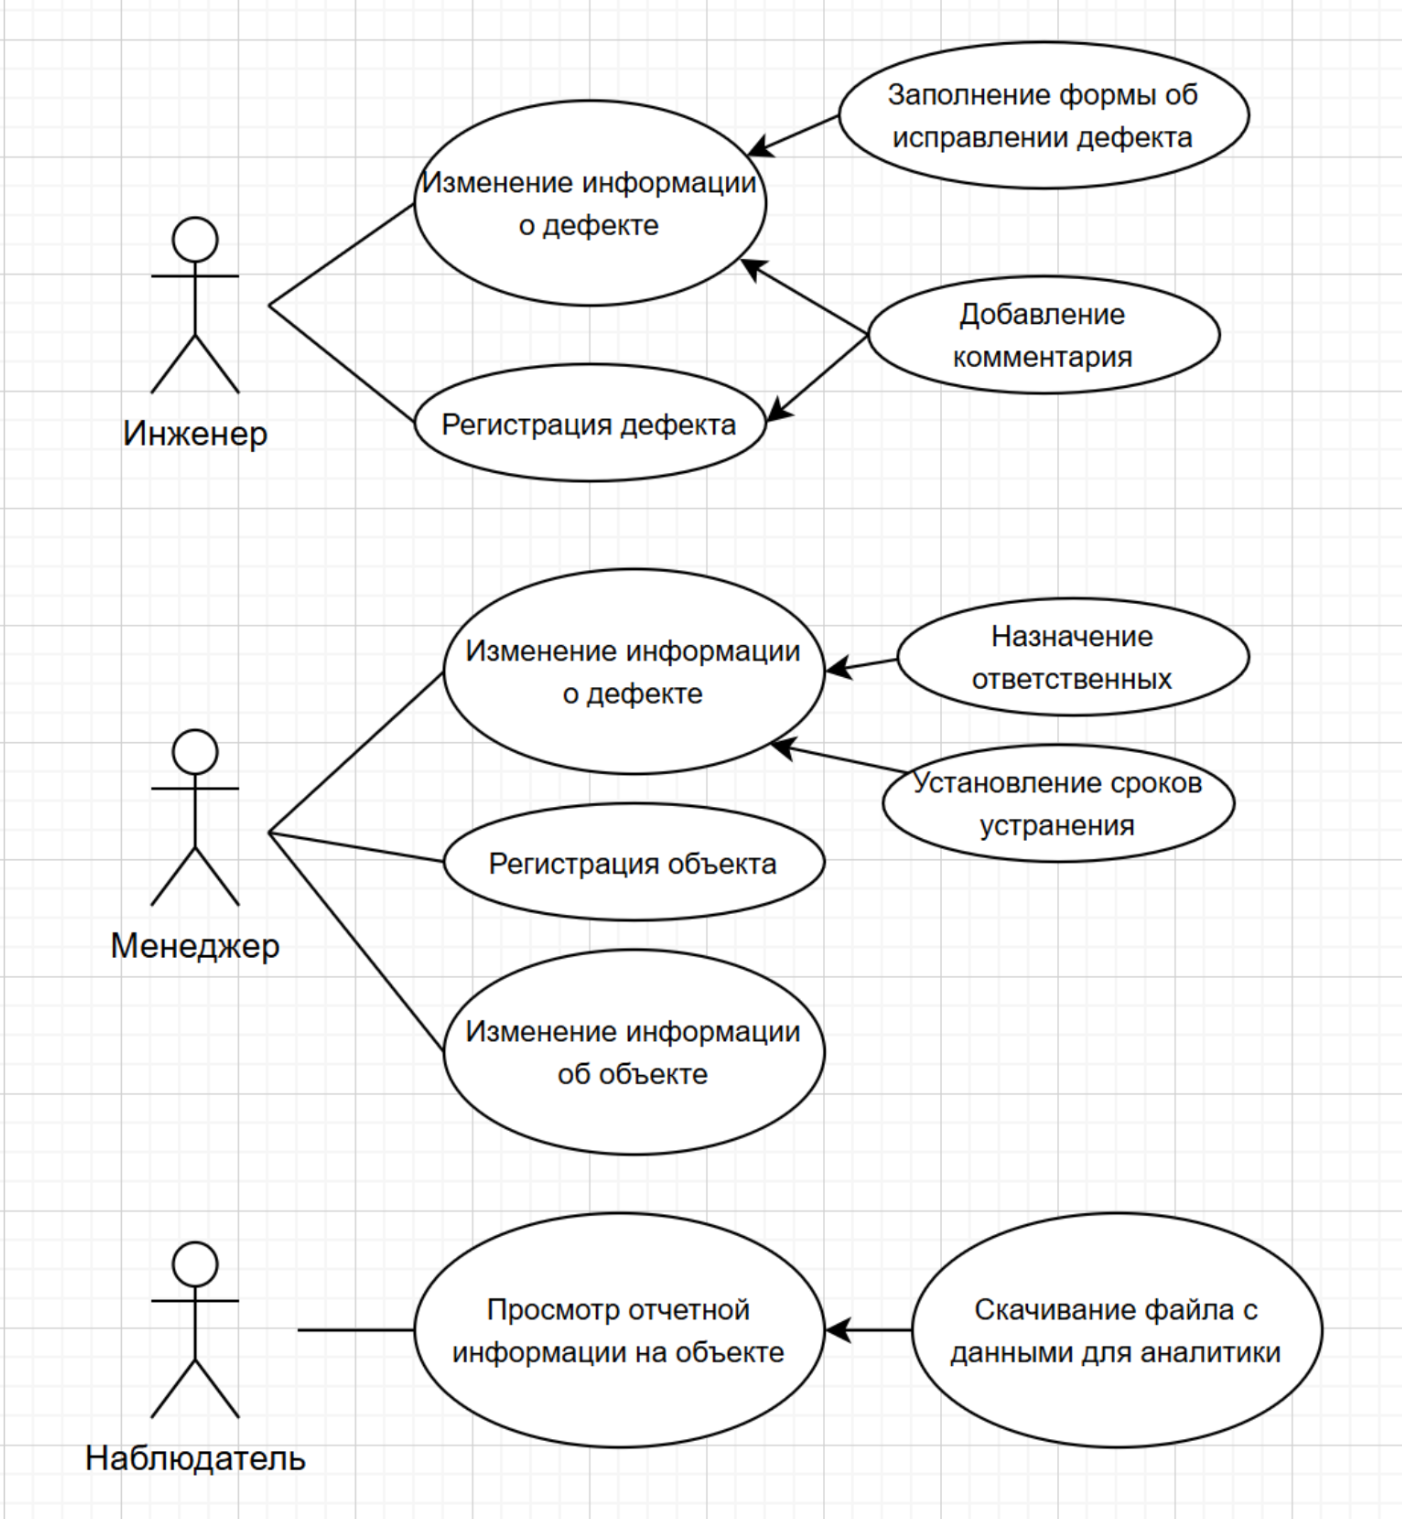 Заполнение формы об
исправлении дефекта
Изменение информации
о дефекте
Добавление
комментария
Регистрация дефекта
Инженер
Изменение информации
о дефекте
Назначение
ответственных
Установление сроков
устранения
Регистрация объекта
Менеджер
Изменение информации
об объекте
Просмотр отчетной
информации на объекте
Скачивание файла с
данными для аналитики
Наблюдатель